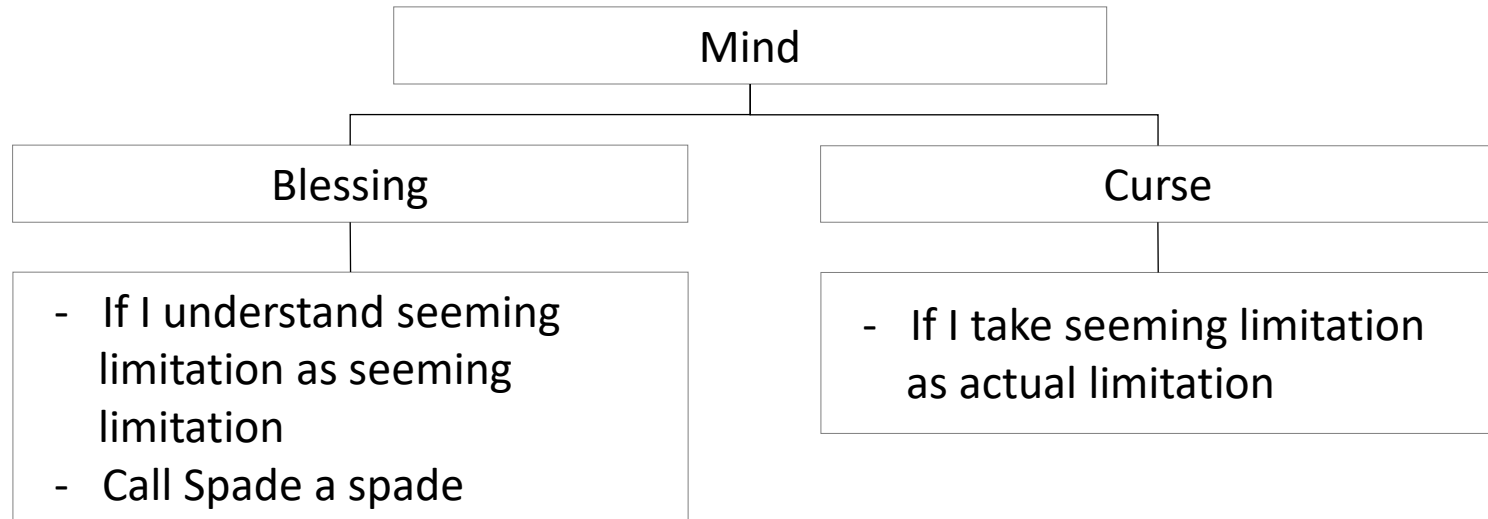 Mind
Blessing
Curse
- If I understand seeming
limitation as seeming
limitation
- Call Spade a spade
- If I take seeming limitation
as actual limitation